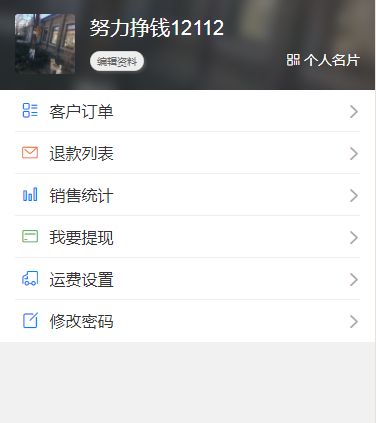 努力挣钱12112
编辑资料
个人名片
客户订单
退款列表
销售统计
我要提现
运费设置
修改密码